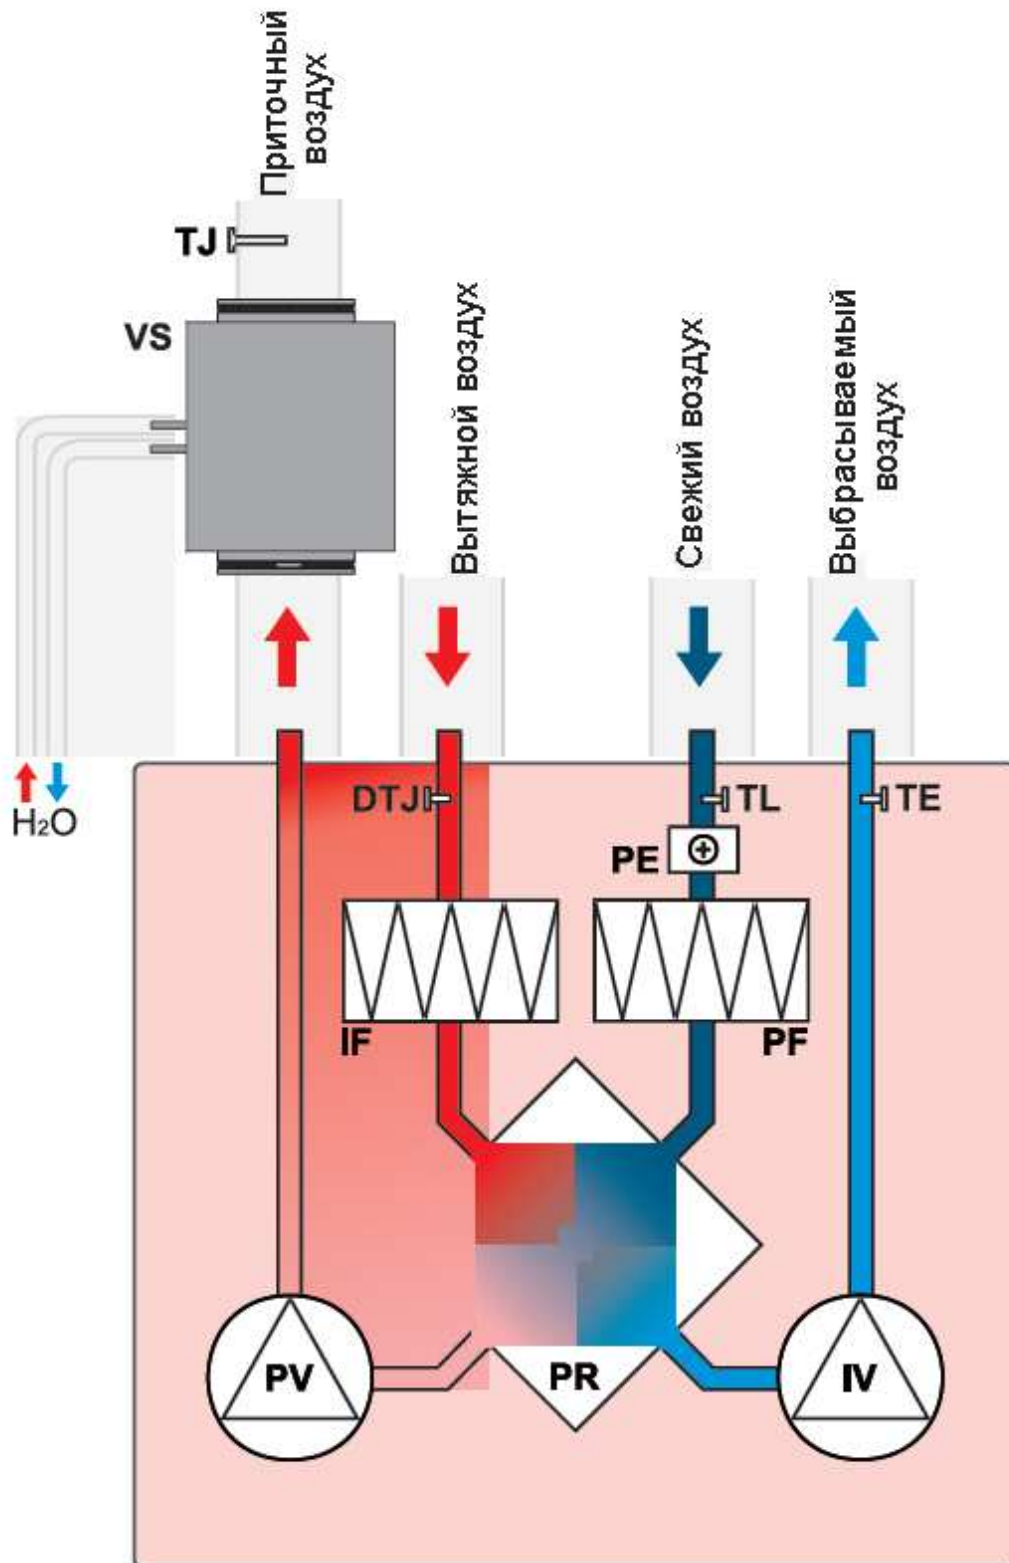 Приточный
воздух
TJ
VS
Вытяжной воздух
Свежий воздух
Выбрасываемый
воздух
H₂O
DTJ
TL
TE
PE
IF
PF
PV
PR
IV